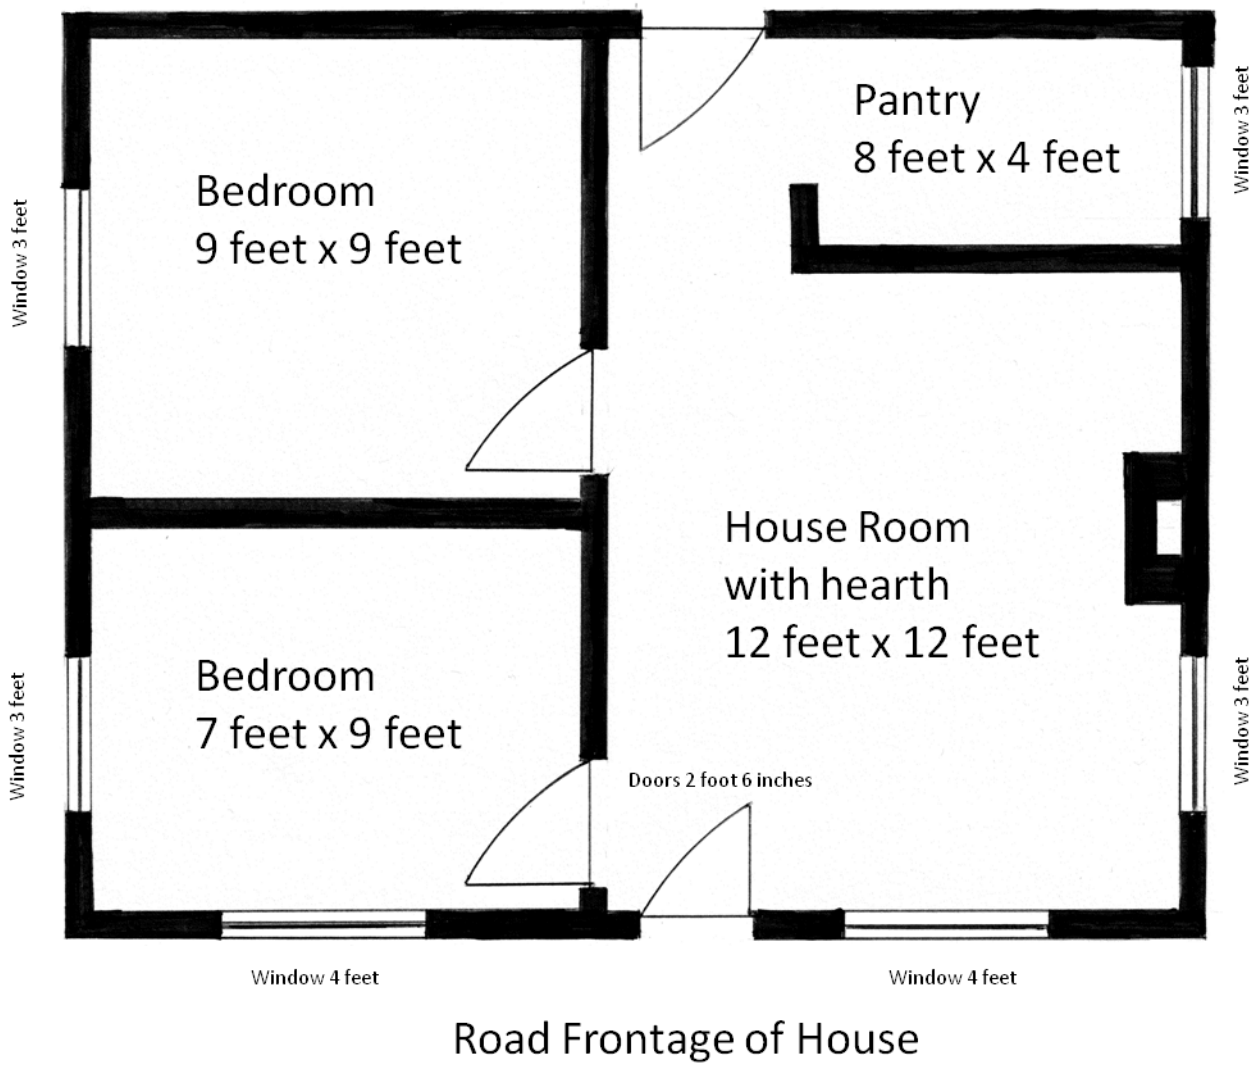 Pantry
8 feet x 4 feet
Window 3 feet
Bedroom
9 feet x 9 feet
Window 3 feet
House Room
with hearth
12 feet x 12 feet
Bedroom
7 feet x 9 feet
Window 3 feet
Window 3 feet
Doors 2 foot 6 inches
Window 4 feet
Window 4 feet
Road Frontage of House